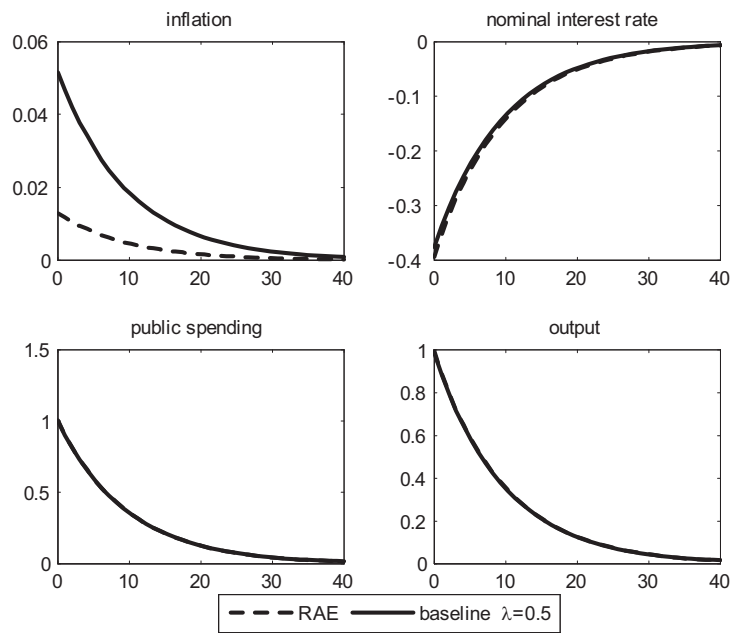 inflation
0.06
0.04
0.02
0
0 10 20 30 40
nominal interest rate
0
-0.1
-0.2
-0.3
-0.4
0 10 20 30 40
public spending
1.5
1
0.5
0
0 10 20 30 40
output
1
0.8
0.6
0.4
0.2
0
0 10 20 30 40
RAE baseline λ=0.5